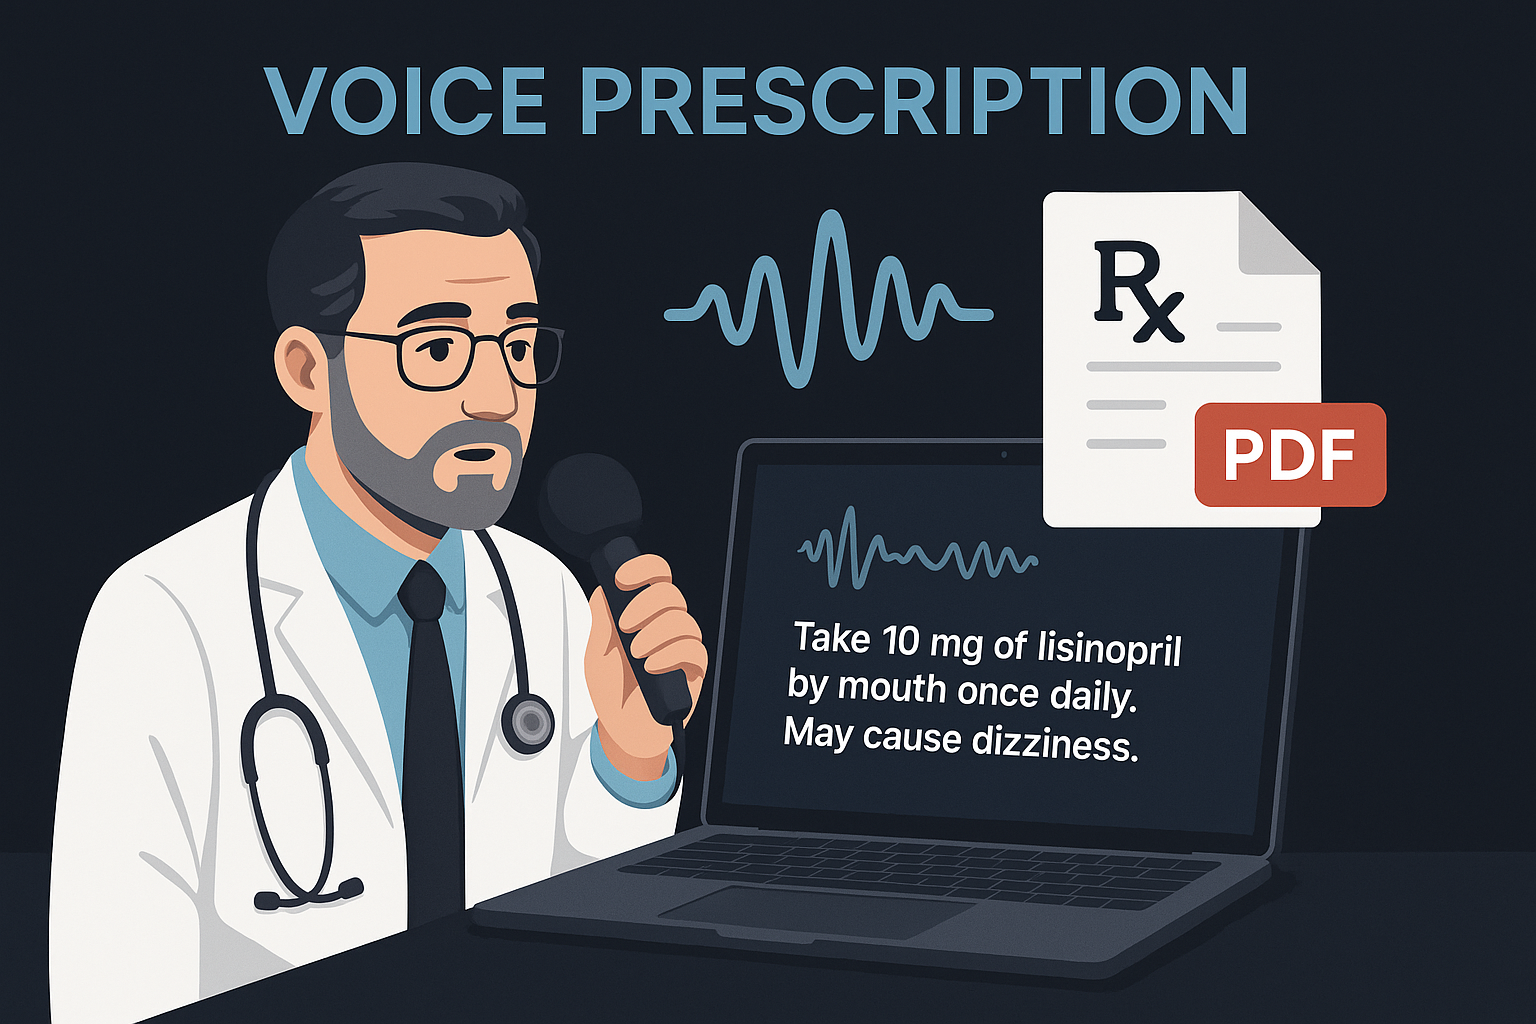 VOICE PRESCRIPTION
Rx
PDF
Take 10 mg of lisinopril
by mouth once daily.
May cause dizziness.